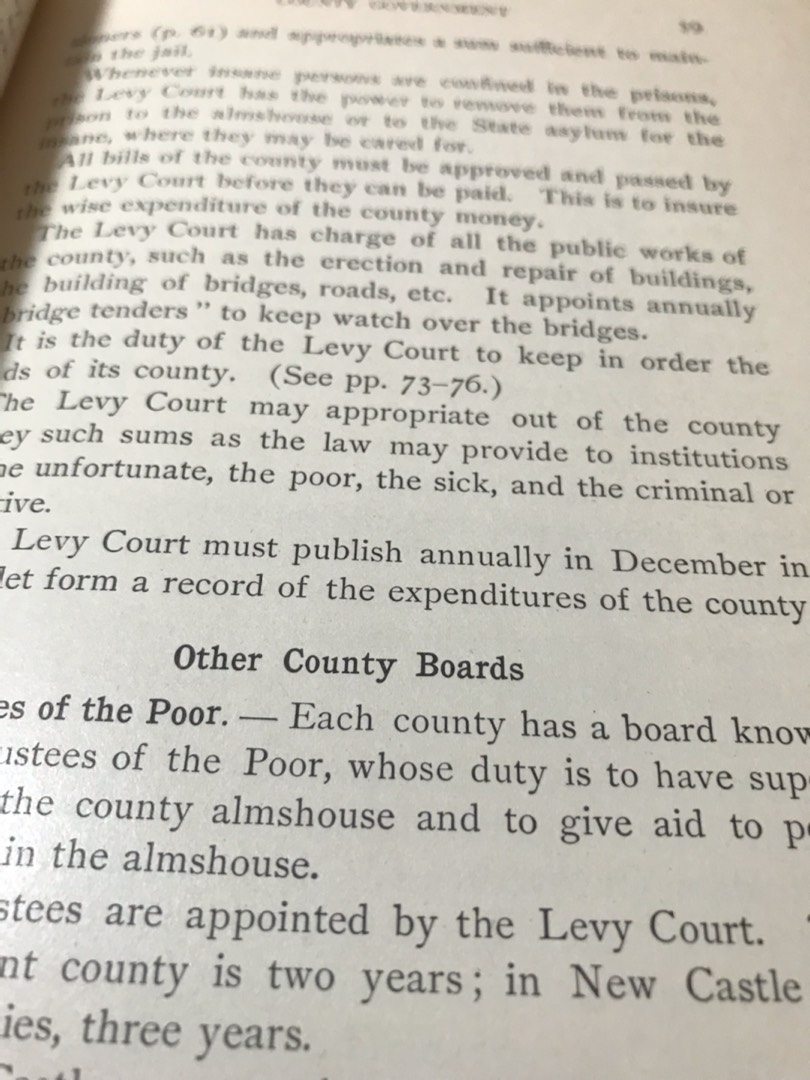 COUNTY GOVERNMENT
(p. 61) and appropriates a sum sufficient to main-
the jail.
Whenever insane persons are confined in the prisons,
the Levy Court has the power to remove them from the
prison to the almshouse or to the State asylum for the
insane, where they may be cared for.
All bills of the county must be approved and passed by
the Levy Court before they can be paid. This is to insure
the wise expenditure of the county money.
The Levy Court has charge of all the public works of
the county, such as the erection and repair of buildings,
he building of bridges, roads, etc. It appoints annually
bridge tenders” to keep watch over the bridges.
It is the duty of the Levy Court to keep in order the
ds of its county. (See pp. 73–76.)
The Levy Court may appropriate out of the county
ey such sums as the law may provide to institutions
ne unfortunate, the poor, the sick, and the criminal or
ive.
Levy Court must publish annually in December in
let form a record of the expenditures of the county
Other County Boards
es of the Poor. — Each county has a board know
ustees of the Poor, whose duty is to have sup
the county almshouse and to give aid to p
in the almshouse.
stees are appointed by the Levy Court.
nt county is two years; in New Castle
ies, three years.